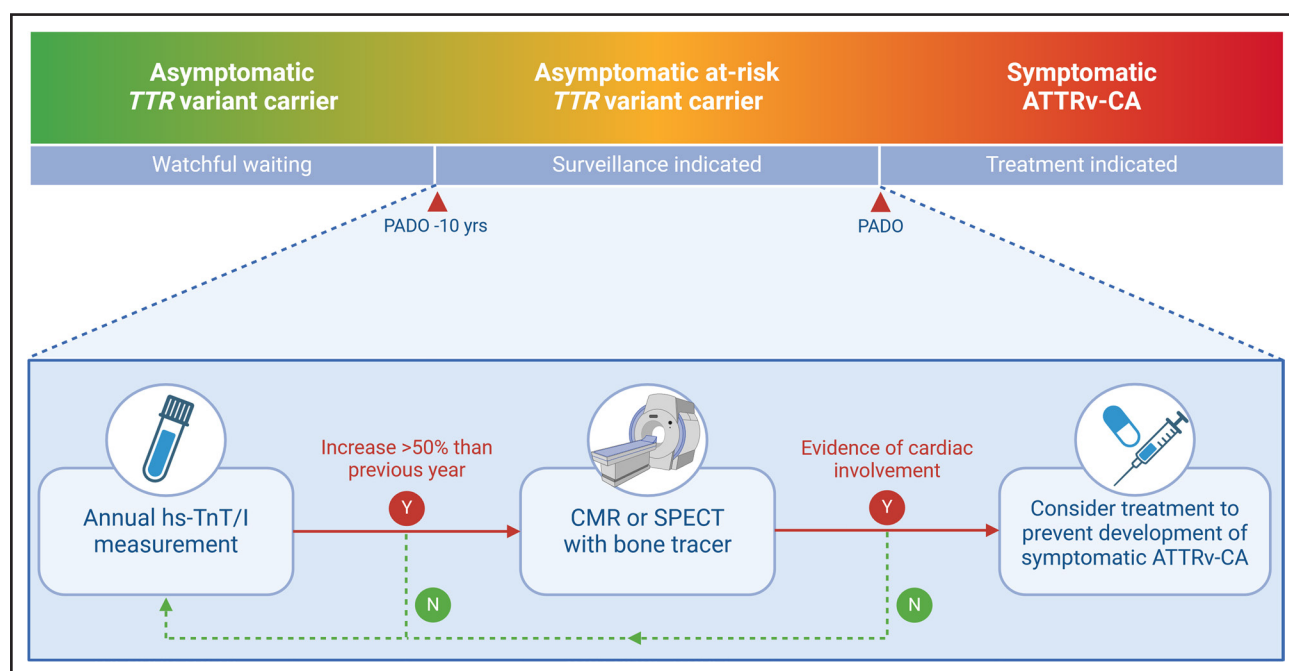 Asymptomatic
TTR variant carrier
Asymptomatic at-risk
TTR variant carrier
Symptomatic
ATTRv-CA
Watchful waiting
Surveillance indicated
Treatment indicated
PADO -10 yrs
PADO
Annual hs-TnT/I
measurement
Increase >50% than
previous year
Y
N
CMR or SPECT
with bone tracer
Evidence of cardiac
involvement
Y
N
Consider treatment to
prevent development of
symptomatic ATTRv-CA